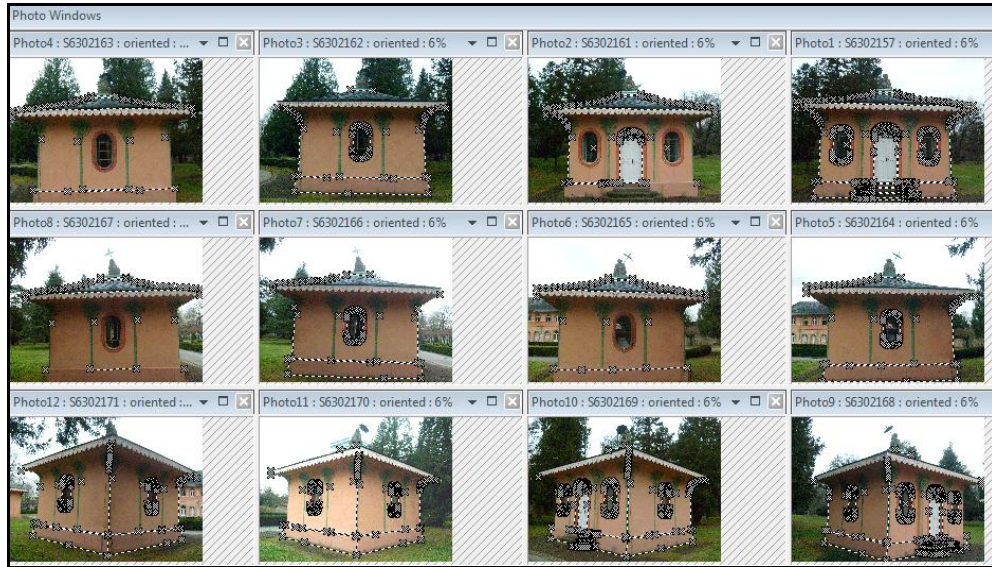 Photo Windows
Photo4 : S6302163 : oriented : ...
Photo3 : S6302162 : oriented : 6%
Photo2 : S6302161 : oriented : 6%
Photo1 : S6302157 : oriented : 6%
Photo8 : S6302167 : oriented : ...
Photo7 : S6302166 : oriented : 6%
Photo6 : S6302165 : oriented : 6%
Photo5 : S6302164 : oriented : 6%
Photo12 : S6302171 : oriented :...
Photo11 : S6302170 : oriented : 6%
Photo10 : S6302169 : oriented : 6%
Photo9 : S6302168 : oriented : 6%